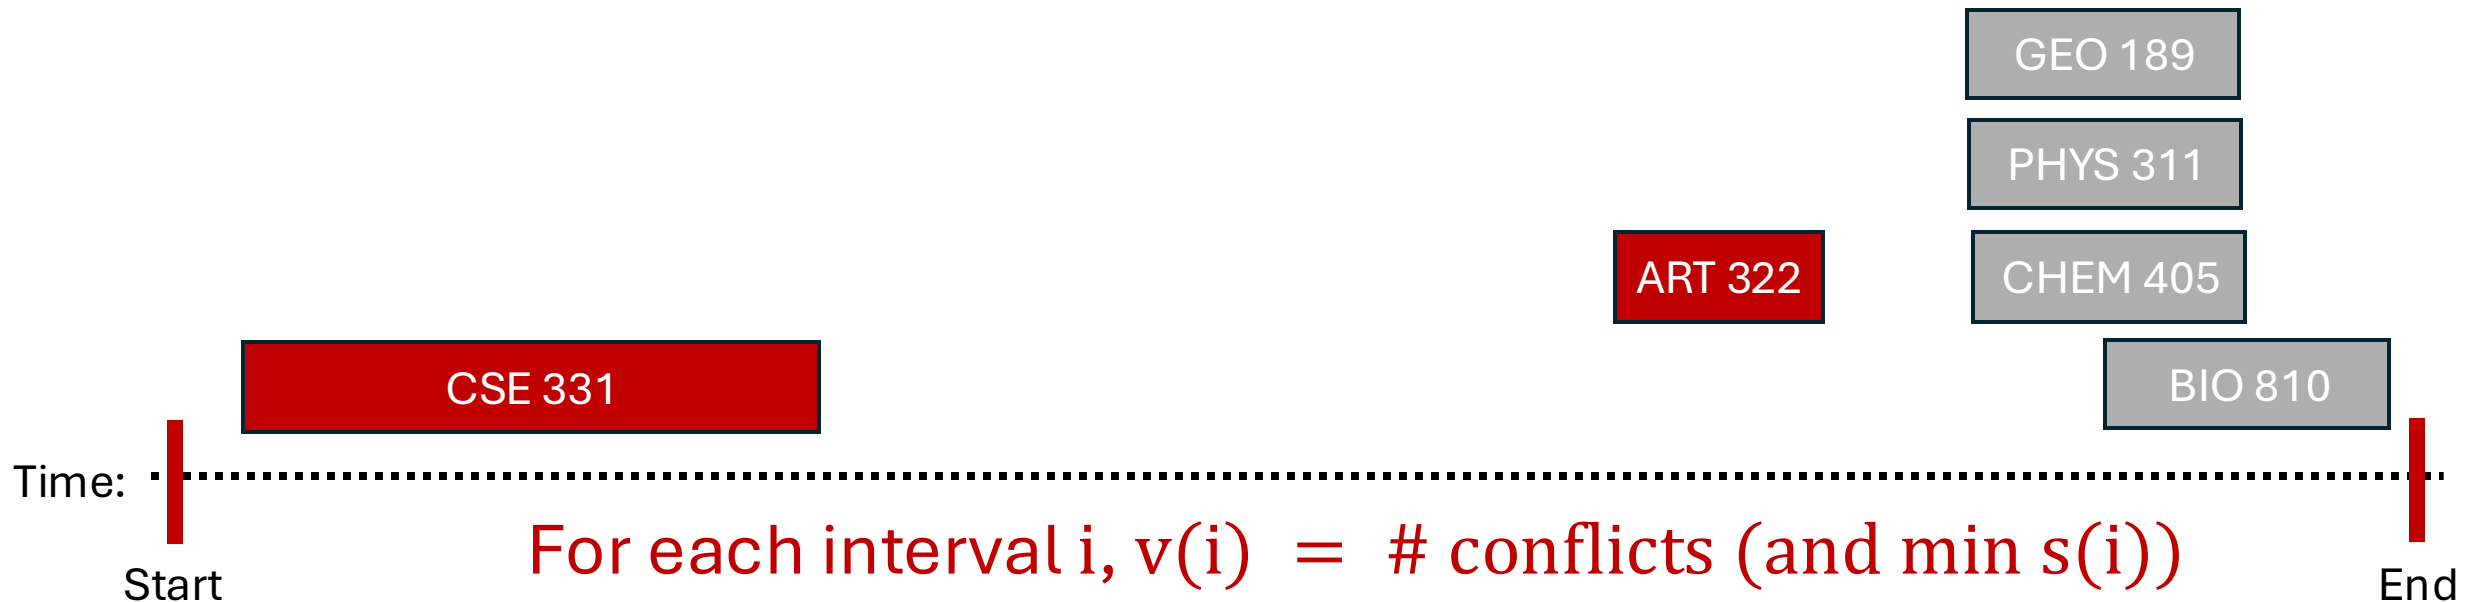 GEO 189
PHYS 311
ART 322
CHEM 405
CSE 331
BIO 810
Time:
For each interval i, v(i) = # conflicts (and min s(i))
Start
End